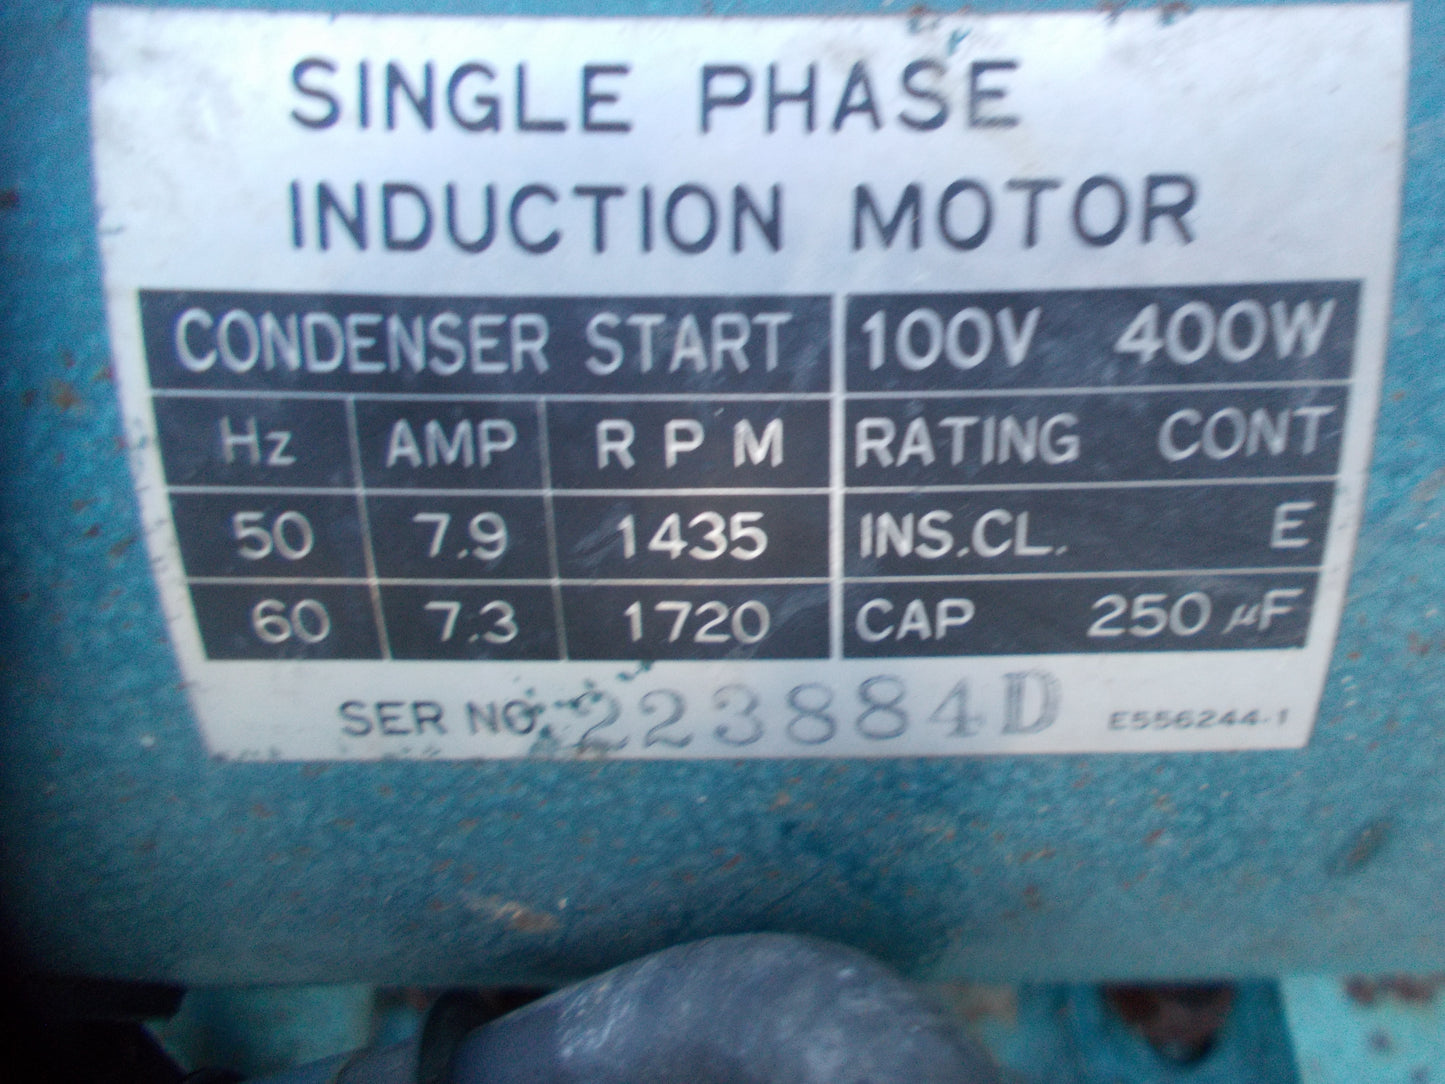 SINGLE PHASE
INDUCTION MOTOR
CONDENSER START 100V 400W
Hz AMP RPM RATING CONT
50 7.9 1435 INS.CL. E
60 7.3 1720 CAP 250 μF
SER NO. 223884D E556244-1